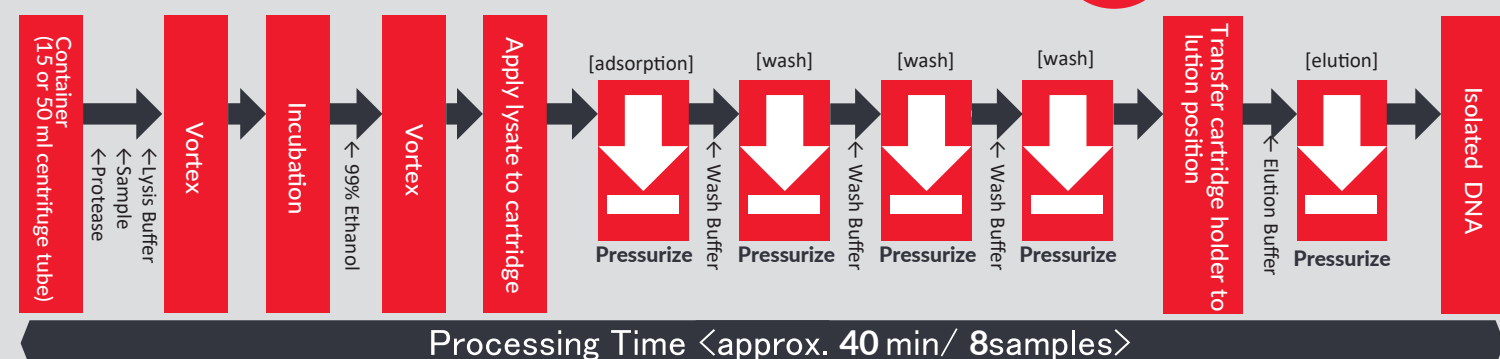 Container
(15 or 50 ml centrifuge tube)
←Protease
←Sample
←Lysis Buffer
Vortex
Incubation
← 99% Ethanol
Vortex
Apply lysate to cartridge
[adsorption]
Pressurize
← Wash Buffer
[wash]
Pressurize
← Wash Buffer
[wash]
Pressurize
← Wash Buffer
[wash]
Pressurize
Transfer cartridge holder to
lution position
← Elution Buffer
[elution]
Pressurize
Isolated DNA
Processing Time <approx. 40 min/ 8samples>